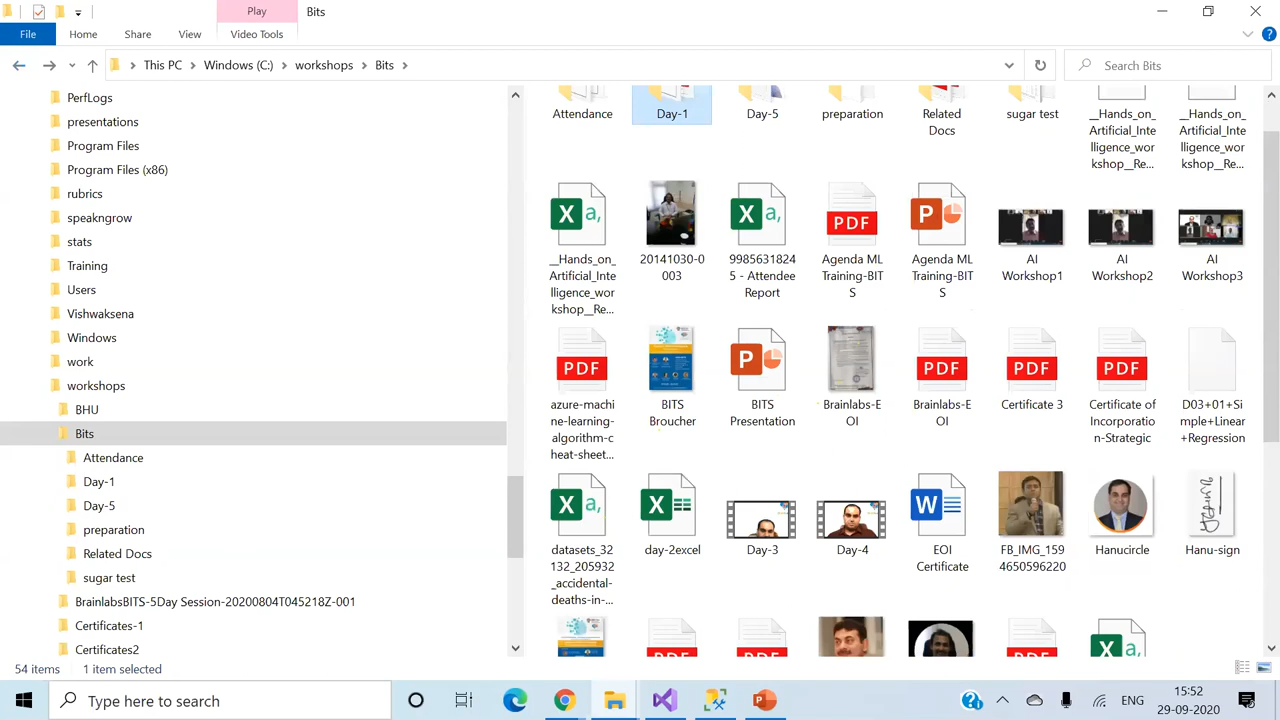 Play
Bits
File
Home
Share
View
Video Tools
This PC
Windows (C:)
workshops
Bits
Search Bits
PerfLogs
presentations
Program Files
Program Files (x86)
rubrics
speakngrow
stats
Training
Users
Vishwaksena
Windows
work
workshops
BHU
Bits
Attendance
Day-1
Day-5
preparation
Related Docs
sugar test
BrainlabsBITS-5Day Session-20200804T045218Z-001
Certificates-1
Certificates2
Attendance
Day-1
Day-5
preparation
Related
Docs
sugar test
__Hands_on_
Artificial_Inte
lligence_wor
kshop__Re...
__Hands_on_
Artificial_Inte
lligence_wor
kshop__Re...
__Hands_on_
Artificial_Inte
lligence_wor
kshop__Re...
20141030-0
003
9985631824
5 - Attendee
Report
PDF
Agenda ML
Training-BIT
S
Agenda ML
Training-BIT
S
AI
Workshop1
AI
Workshop2
AI
Workshop3
PDF
azure-machi
ne-learning-
algorithm-c
heat-sheet...
BITS
Broucher
BITS
Presentation
Brainlabs-E
OI
PDF
Brainlabs-E
OI
PDF
Certificate 3
PDF
Certificate of
Incorporatio
n-Strategic
D03+01+Si
mple+Linear
+Regression
datasets_32
132_205932
_accidental-
deaths-in-...
day-2excel
Day-3
Day-4
EOI
Certificate
FB_IMG_159
4650596220
Hanucircle
Hanu-sign
PDF
PDF
PDF
54 items
1 item selected
Type here to search
ENG
15:52
29-09-2020